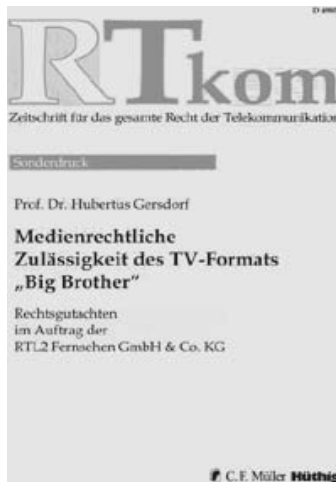 RTkom
Zeitschrift für das gesamte Recht der Telekommunikation
Sonderdruck
Prof. Dr. Hubertus Gersdorf
Medienrechtliche
Zulässigkeit des TV-Formats
„Big Brother“
Rechtsgutachten
im Auftrag der
RTL2 Fernsehen GmbH & Co. KG
C. F. Müller Hüthig